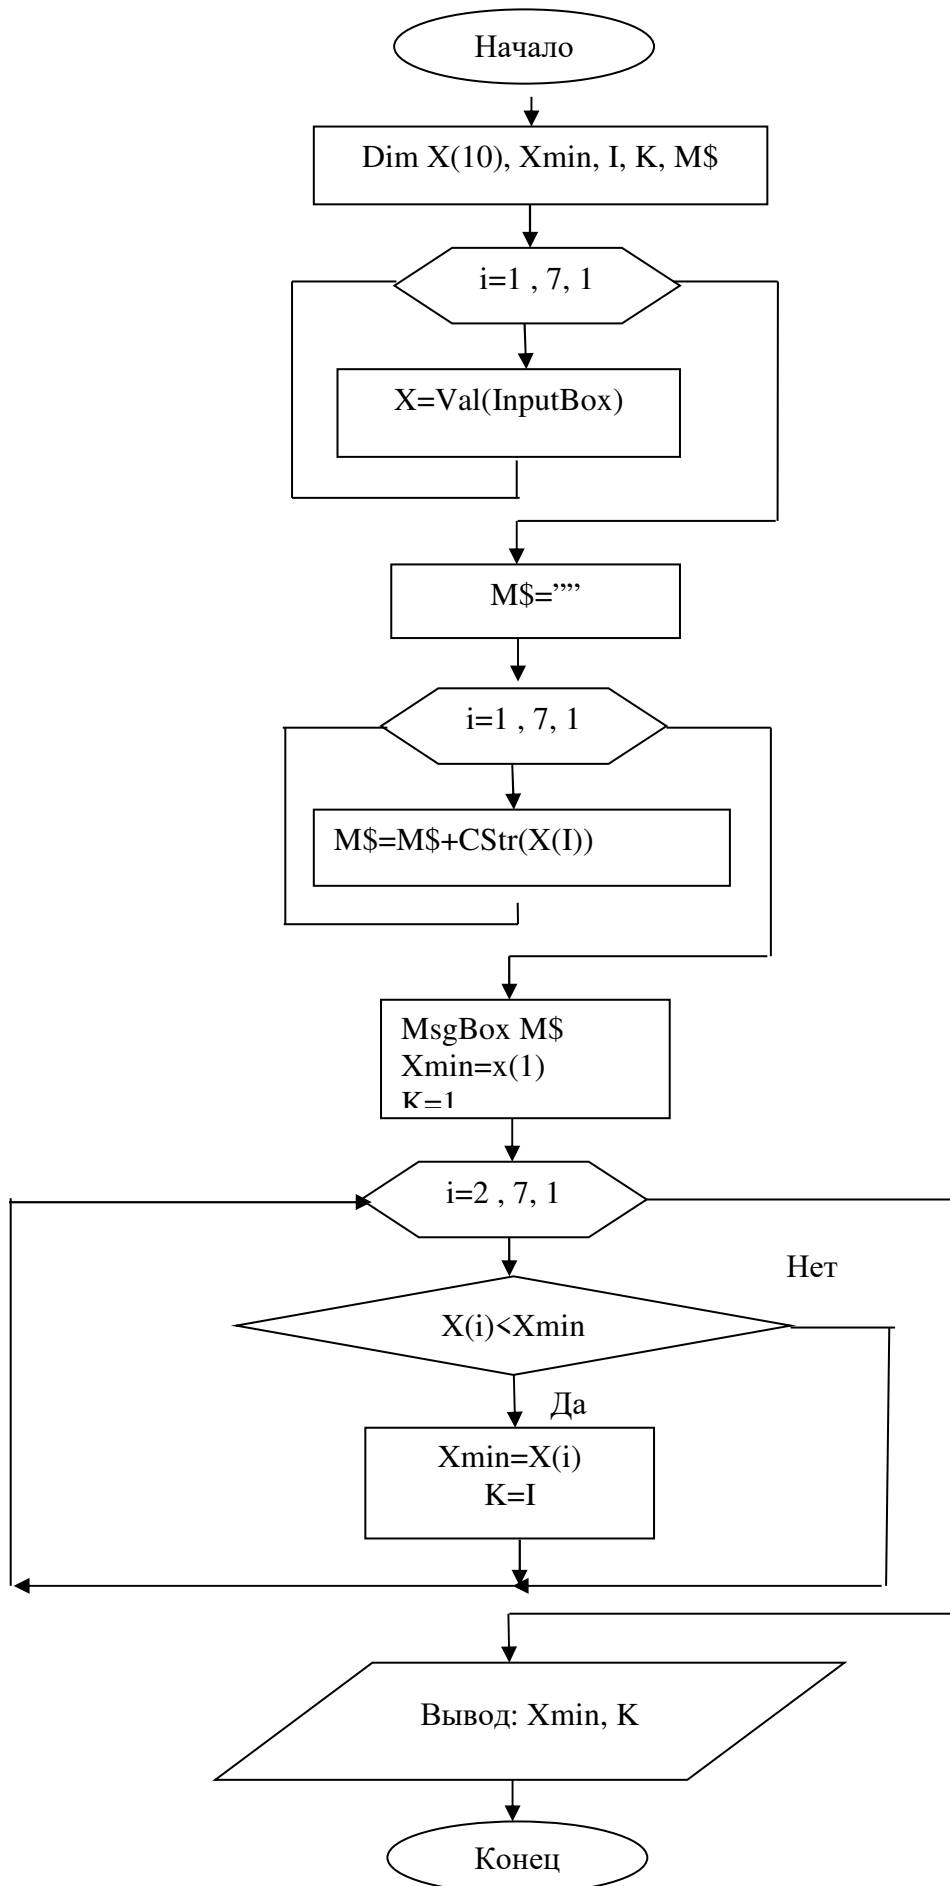 Начало
Dim X(10), Xmin, I, K, M$
i=1 , 7, 1
X=Val(InputBox)
M$=””
i=1 , 7, 1
M$=M$+CStr(X(I))
MsgBox M$
Xmin=x(1)
K=1
i=2 , 7, 1
Нет
X(i)<Xmin
Да
Xmin=X(i)
K=I
Вывод: Xmin, K
Конец